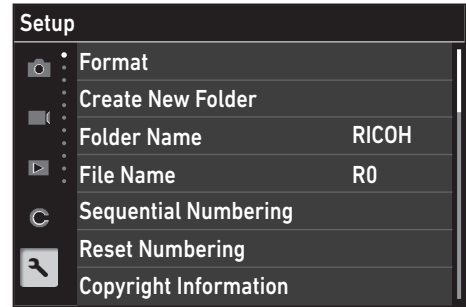 Setup
Format
Create New Folder
Folder Name RICOH
File Name R0
Sequential Numbering
Reset Numbering
Copyright Information
C